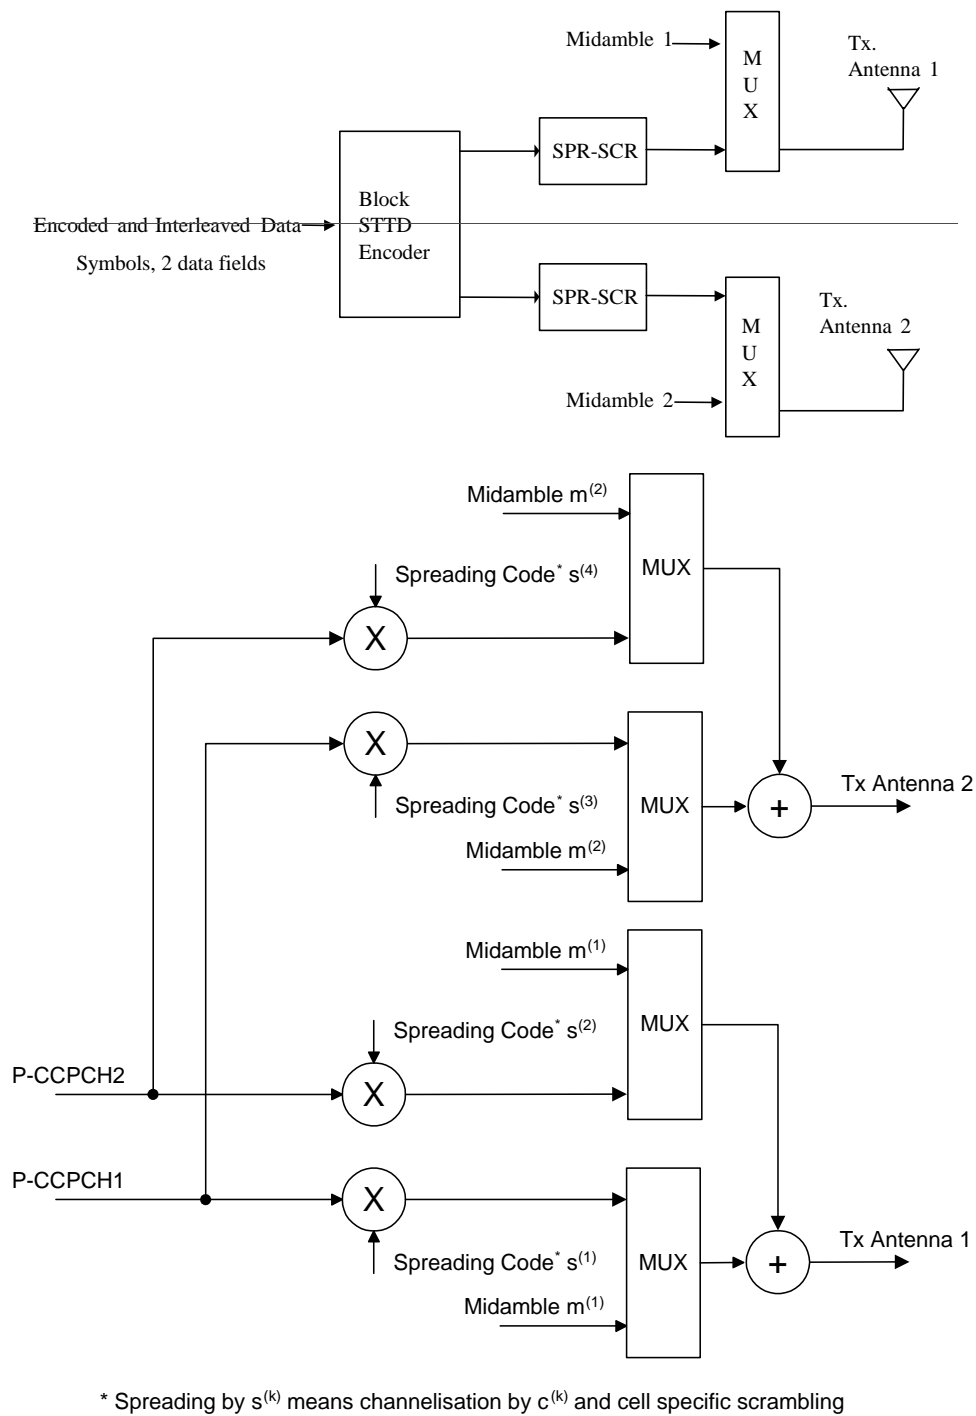 Midamble 1
Tx.
Antenna 1
M
U
X
SPR-SCR
Block
STTD
Encoder
Encoded and Interleaved Data
Symbols, 2 data fields
SPR-SCR
Tx.
Antenna 2
M
U
X
Midamble 2
Midamble m(2)
MUX
Spreading Code* s(4)
X
X
Tx Antenna 2
Spreading Code* s(3)
MUX
+
Midamble m(2)
Midamble m(1)
Spreading Code* s(2)
MUX
P-CCPCH2
X
P-CCPCH1
X
Tx Antenna 1
Spreading Code* s(1)
MUX
+
Midamble m(1)
* Spreading by s(k) means channelisation by c(k) and cell specific scrambling